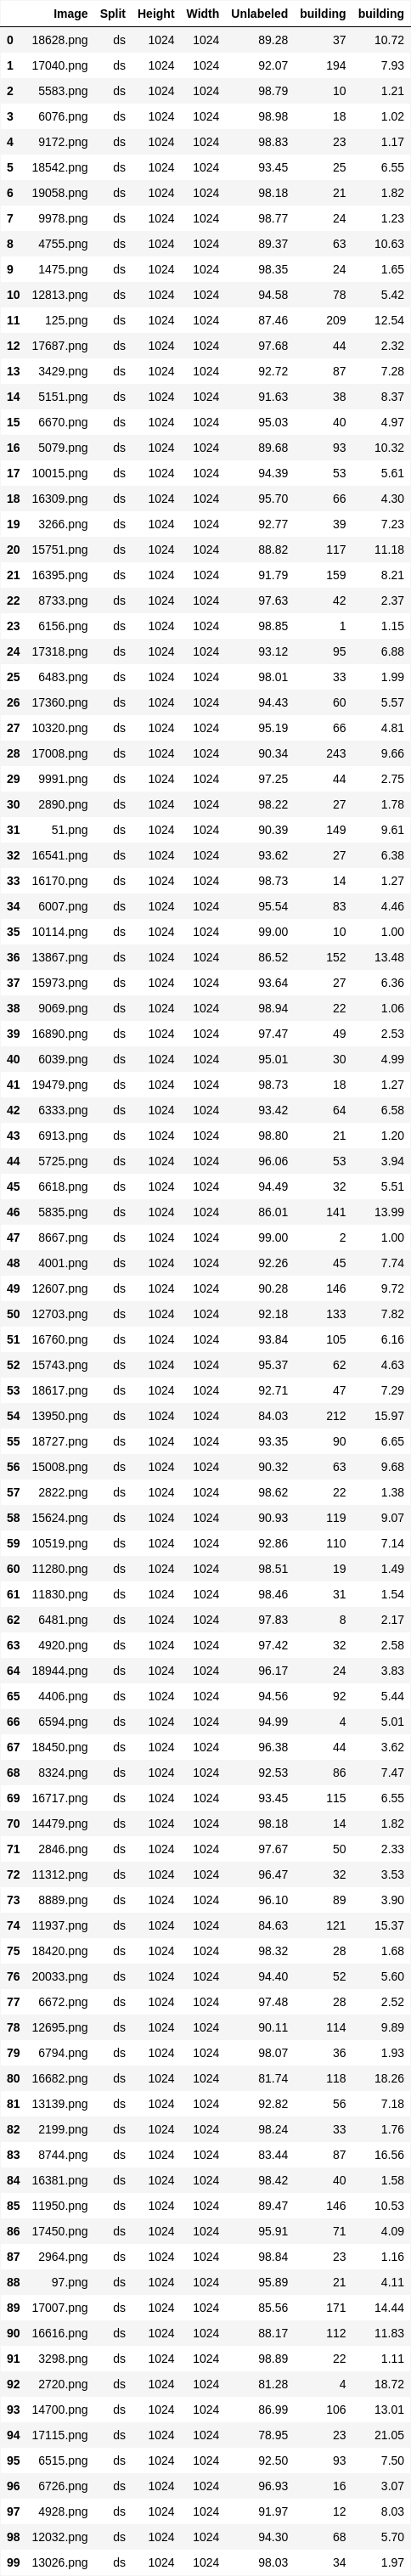 Image Split Height Width Unlabeled building building
0 18628.png ds 1024 1024 89.28 37 10.72
1 17040.png ds 1024 1024 92.07 194 7.93
2 5583.png ds 1024 1024 98.79 10 1.21
3 6076.png ds 1024 1024 98.98 18 1.02
4 9172.png ds 1024 1024 98.83 23 1.17
5 18542.png ds 1024 1024 93.45 25 6.55
6 19058.png ds 1024 1024 98.18 21 1.82
7 9978.png ds 1024 1024 98.77 24 1.23
8 4755.png ds 1024 1024 89.37 63 10.63
9 1475.png ds 1024 1024 98.35 24 1.65
10 12813.png ds 1024 1024 94.58 78 5.42
11 125.png ds 1024 1024 87.46 209 12.54
12 17687.png ds 1024 1024 97.68 44 2.32
13 3429.png ds 1024 1024 92.72 87 7.28
14 5151.png ds 1024 1024 91.63 38 8.37
15 6670.png ds 1024 1024 95.03 40 4.97
16 5079.png ds 1024 1024 89.68 93 10.32
17 10015.png ds 1024 1024 94.39 53 5.61
18 16309.png ds 1024 1024 95.70 66 4.30
19 3266.png ds 1024 1024 92.77 39 7.23
20 15751.png ds 1024 1024 88.82 117 11.18
21 16395.png ds 1024 1024 91.79 159 8.21
22 8733.png ds 1024 1024 97.63 42 2.37
23 6156.png ds 1024 1024 98.85 1 1.15
24 17318.png ds 1024 1024 93.12 95 6.88
25 6483.png ds 1024 1024 98.01 33 1.99
26 17360.png ds 1024 1024 94.43 60 5.57
27 10320.png ds 1024 1024 95.19 66 4.81
28 17008.png ds 1024 1024 90.34 243 9.66
29 9991.png ds 1024 1024 97.25 44 2.75
30 2890.png ds 1024 1024 98.22 27 1.78
31 51.png ds 1024 1024 90.39 149 9.61
32 16541.png ds 1024 1024 93.62 27 6.38
33 16170.png ds 1024 1024 98.73 14 1.27
34 6007.png ds 1024 1024 95.54 83 4.46
35 10114.png ds 1024 1024 99.00 10 1.00
36 13867.png ds 1024 1024 86.52 152 13.48
37 15973.png ds 1024 1024 93.64 27 6.36
38 9069.png ds 1024 1024 98.94 22 1.06
39 16890.png ds 1024 1024 97.47 49 2.53
40 6039.png ds 1024 1024 95.01 30 4.99
41 19479.png ds 1024 1024 98.73 18 1.27
42 6333.png ds 1024 1024 93.42 64 6.58
43 6913.png ds 1024 1024 98.80 21 1.20
44 5725.png ds 1024 1024 96.06 53 3.94
45 6618.png ds 1024 1024 94.49 32 5.51
46 5835.png ds 1024 1024 86.01 141 13.99
47 8667.png ds 1024 1024 99.00 2 1.00
48 4001.png ds 1024 1024 92.26 45 7.74
49 12607.png ds 1024 1024 90.28 146 9.72
50 12703.png ds 1024 1024 92.18 133 7.82
51 16760.png ds 1024 1024 93.84 105 6.16
52 15743.png ds 1024 1024 95.37 62 4.63
53 18617.png ds 1024 1024 92.71 47 7.29
54 13950.png ds 1024 1024 84.03 212 15.97
55 18727.png ds 1024 1024 93.35 90 6.65
56 15008.png ds 1024 1024 90.32 63 9.68
57 2822.png ds 1024 1024 98.62 22 1.38
58 15624.png ds 1024 1024 90.93 119 9.07
59 10519.png ds 1024 1024 92.86 110 7.14
60 11280.png ds 1024 1024 98.51 19 1.49
61 11830.png ds 1024 1024 98.46 31 1.54
62 6481.png ds 1024 1024 97.83 8 2.17
63 4920.png ds 1024 1024 97.42 32 2.58
64 18944.png ds 1024 1024 96.17 24 3.83
65 4406.png ds 1024 1024 94.56 92 5.44
66 6594.png ds 1024 1024 94.99 4 5.01
67 18450.png ds 1024 1024 96.38 44 3.62
68 8324.png ds 1024 1024 92.53 86 7.47
69 16717.png ds 1024 1024 93.45 115 6.55
70 14479.png ds 1024 1024 98.18 14 1.82
71 2846.png ds 1024 1024 97.67 50 2.33
72 11312.png ds 1024 1024 96.47 32 3.53
73 8889.png ds 1024 1024 96.10 89 3.90
74 11937.png ds 1024 1024 84.63 121 15.37
75 18420.png ds 1024 1024 98.32 28 1.68
76 20033.png ds 1024 1024 94.40 52 5.60
77 6672.png ds 1024 1024 97.48 28 2.52
78 12695.png ds 1024 1024 90.11 114 9.89
79 6794.png ds 1024 1024 98.07 36 1.93
80 16682.png ds 1024 1024 81.74 118 18.26
81 13139.png ds 1024 1024 92.82 56 7.18
82 2199.png ds 1024 1024 98.24 33 1.76
83 8744.png ds 1024 1024 83.44 87 16.56
84 16381.png ds 1024 1024 98.42 40 1.58
85 11950.png ds 1024 1024 89.47 146 10.53
86 17450.png ds 1024 1024 95.91 71 4.09
87 2964.png ds 1024 1024 98.84 23 1.16
88 97.png ds 1024 1024 95.89 21 4.11
89 17007.png ds 1024 1024 85.56 171 14.44
90 16616.png ds 1024 1024 88.17 112 11.83
91 3298.png ds 1024 1024 98.89 22 1.11
92 2720.png ds 1024 1024 81.28 4 18.72
93 14700.png ds 1024 1024 86.99 106 13.01
94 17115.png ds 1024 1024 78.95 23 21.05
95 6515.png ds 1024 1024 92.50 93 7.50
96 6726.png ds 1024 1024 96.93 16 3.07
97 4928.png ds 1024 1024 91.97 12 8.03
98 12032.png ds 1024 1024 94.30 68 5.70
99 13026.png ds 1024 1024 98.03 34 1.97